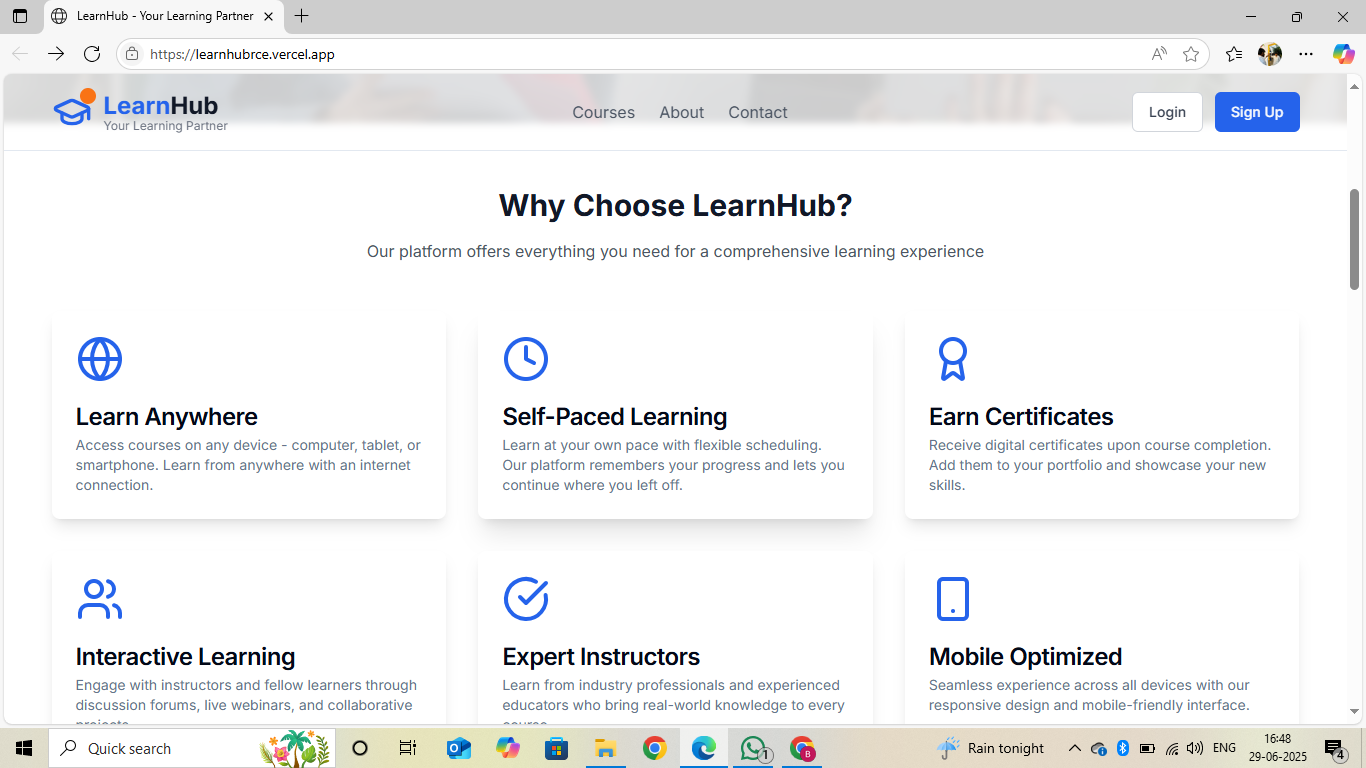 LearnHub - Your Learning Partner
https://learnhubrce.vercel.app
LearnHub
Your Learning Partner
Courses
About
Contact
Login
Sign Up
Why Choose LearnHub?
Our platform offers everything you need for a comprehensive learning experience
Learn Anywhere
Access courses on any device - computer, tablet, or
smartphone. Learn from anywhere with an internet
connection.
Self-Paced Learning
Learn at your own pace with flexible scheduling.
Our platform remembers your progress and lets you
continue where you left off.
Earn Certificates
Receive digital certificates upon course completion.
Add them to your portfolio and showcase your new
skills.
Interactive Learning
Engage with instructors and fellow learners through
discussion forums, live webinars, and collaborative
Expert Instructors
Learn from industry professionals and experienced
educators who bring real-world knowledge to every
Mobile Optimized
Seamless experience across all devices with our
responsive design and mobile-friendly interface.
Quick search
1
B
Rain tonight
ENG
16:48
29-06-2025
4